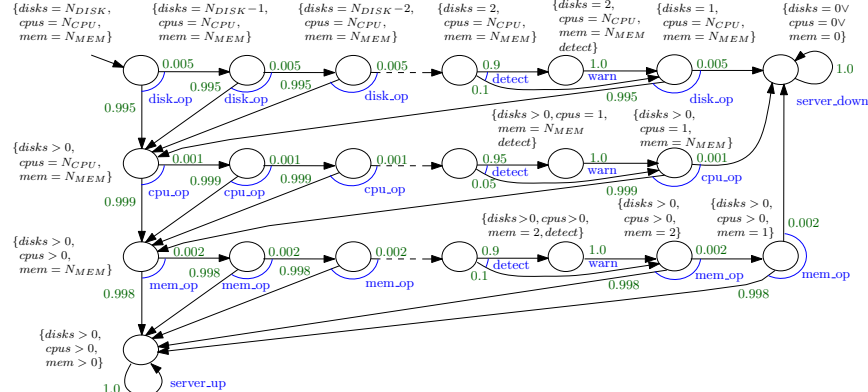 {disks = N_DISK, cpus = N_CPU, mem = N_MEM}
{disks = N_DISK−1, cpus = N_CPU, mem = N_MEM}
{disks = N_DISK−2, cpus = N_CPU, mem = N_MEM}
{disks = 2, cpus = N_CPU, mem = N_MEM}
{disks = 2, cpus = N_CPU, mem = N_MEM detect}
{disks = 1, cpus = N_CPU, mem = N_MEM}
{disks = 0∨ cpus = 0∨ mem = 0}
0.005 0.005 0.005 0.9 1.0 0.005 1.0
detect warn
0.995 disk_op 0.995 disk_op 0.995 disk_op 0.1 0.995 disk_op server_down
{disks > 0, cpus = N_CPU, mem = N_MEM}
{disks > 0, cpus = 1, mem = N_MEM detect}
{disks > 0, cpus = 1, mem = N_MEM}
0.001 0.001 0.001 0.95 1.0 0.001
detect warn
0.999 cpu_op 0.999 cpu_op 0.999 cpu_op 0.05 0.999 cpu_op
{disks > 0, cpus > 0, mem = N_MEM}
{disks>0, cpus>0, mem = 2, detect}
{disks > 0, cpus > 0, mem = 2}
{disks > 0, cpus > 0, mem = 1}
0.002 0.002 0.002 0.9 1.0 0.002 0.002
detect warn
0.998 mem_op 0.998 mem_op 0.998 mem_op 0.1 0.998 mem_op 0.998 mem_op
{disks > 0, cpus > 0, mem > 0}
1.0 server_up